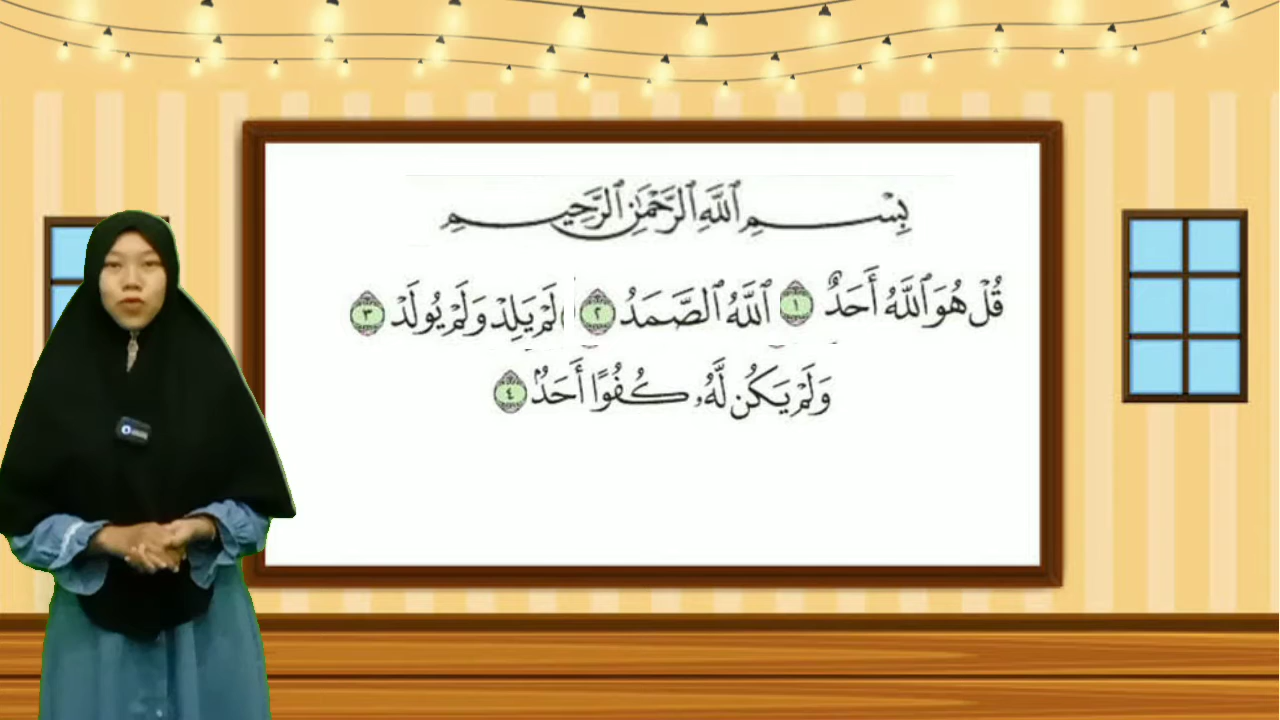 بِسْمِ ٱللَّهِ ٱلرَّحْمَٰنِ ٱلرَّحِيمِ
قُلْ هُوَ ٱللَّهُ أَحَدٌ ١ ٱللَّهُ ٱلصَّمَدُ ٢ لَمْ يَلِدْ وَلَمْ يُولَدْ ٣
وَلَمْ يَكُن لَّهُۥ كُفُوًا أَحَدٌۢ ٤